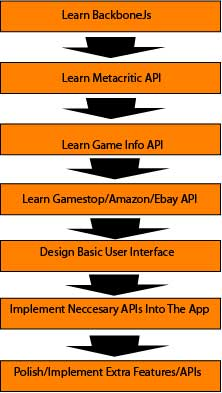 Learn BackboneJs
Learn Metacritic API
Learn Game Info API
Learn Gamestop/Amazon/Ebay API
Design Basic User Interface
Implement Neccesary APIs Into The App
Polish/Implement Extra Features/APIs